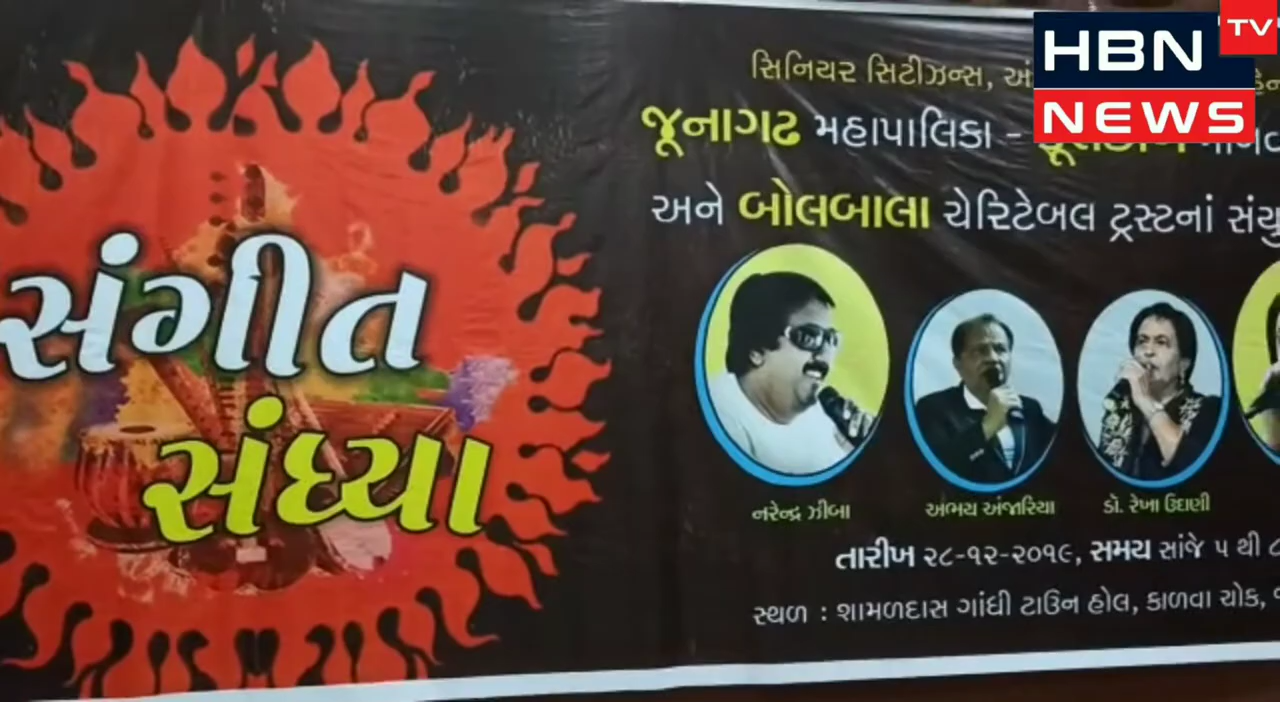 HBN TV
NEWS
સંગીત
સંધ્યા
સિનિયર સિટીઝન્સ,
જૂનાગઢ મહાપાલિકા -
અને બોલબાલા ચેરિટેબલ ટ્રસ્ટનાં
નરેન્દ્ર ઝીબા
અભય અંજારિયા
ડૉ. રેખા ઉદાણી
તારીખ ૨૮-૧૨-૨૦૧૯, સમય સાંજે ૫ થી ૮
સ્થળ : શામળદાસ ગાંધી ટાઉન હોલ, કાળવા ચોક,